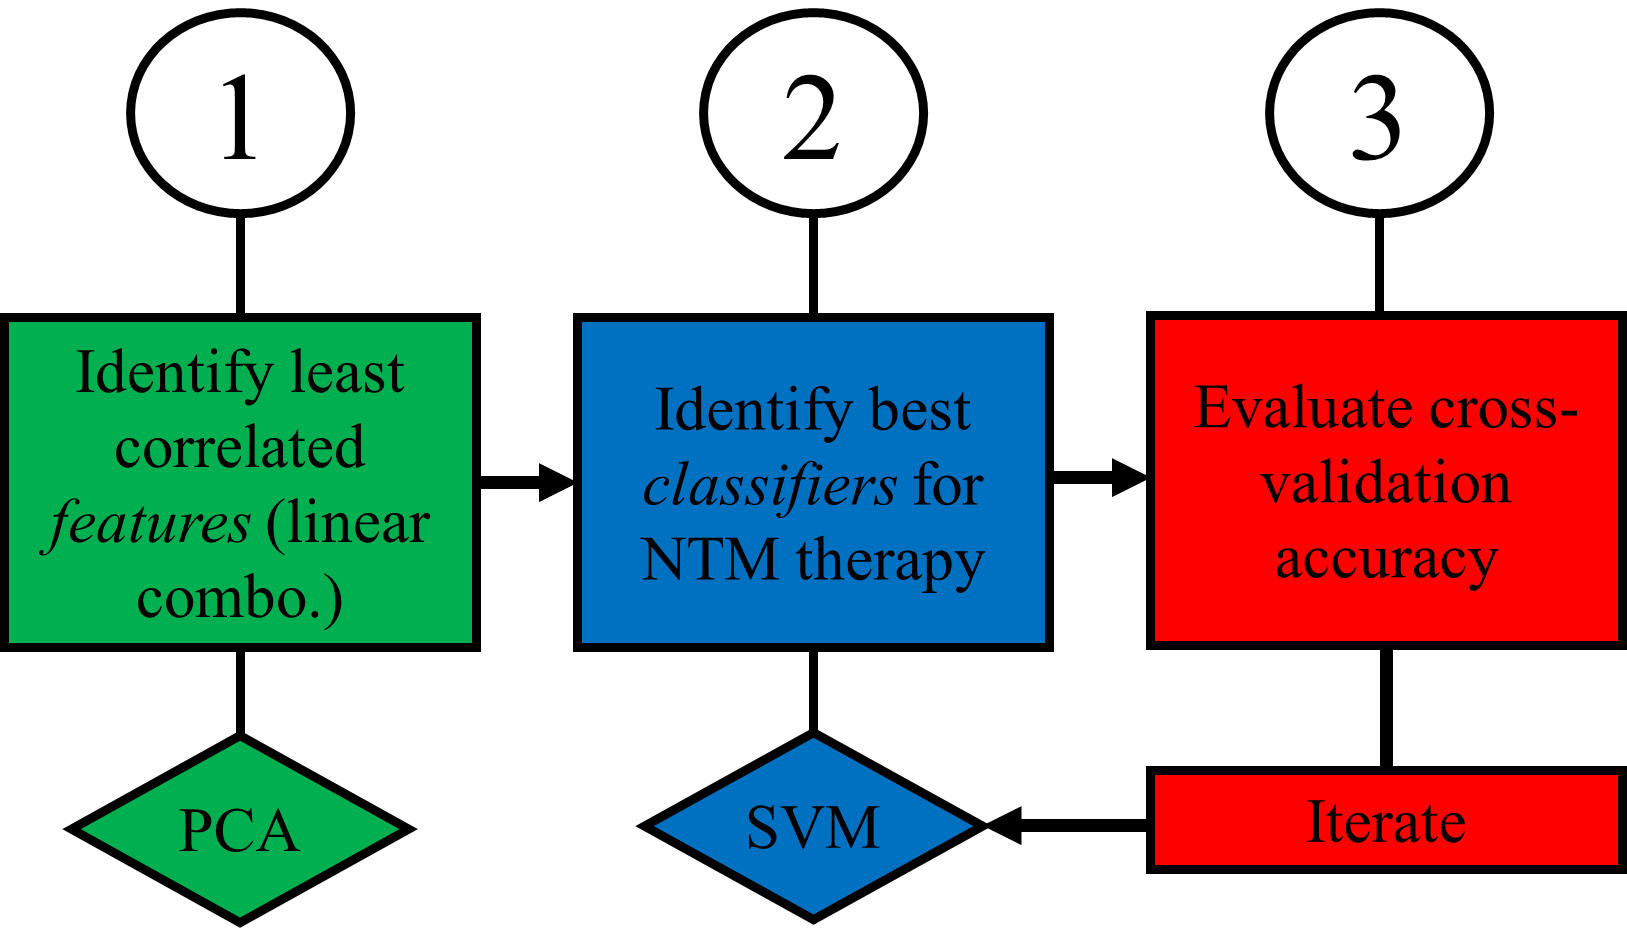 1
2
3
Identify least
correlated
features (linear
combo.)
Identify best
classifiers for
NTM therapy
Evaluate cross-
validation
accuracy
PCA
SVM
Iterate